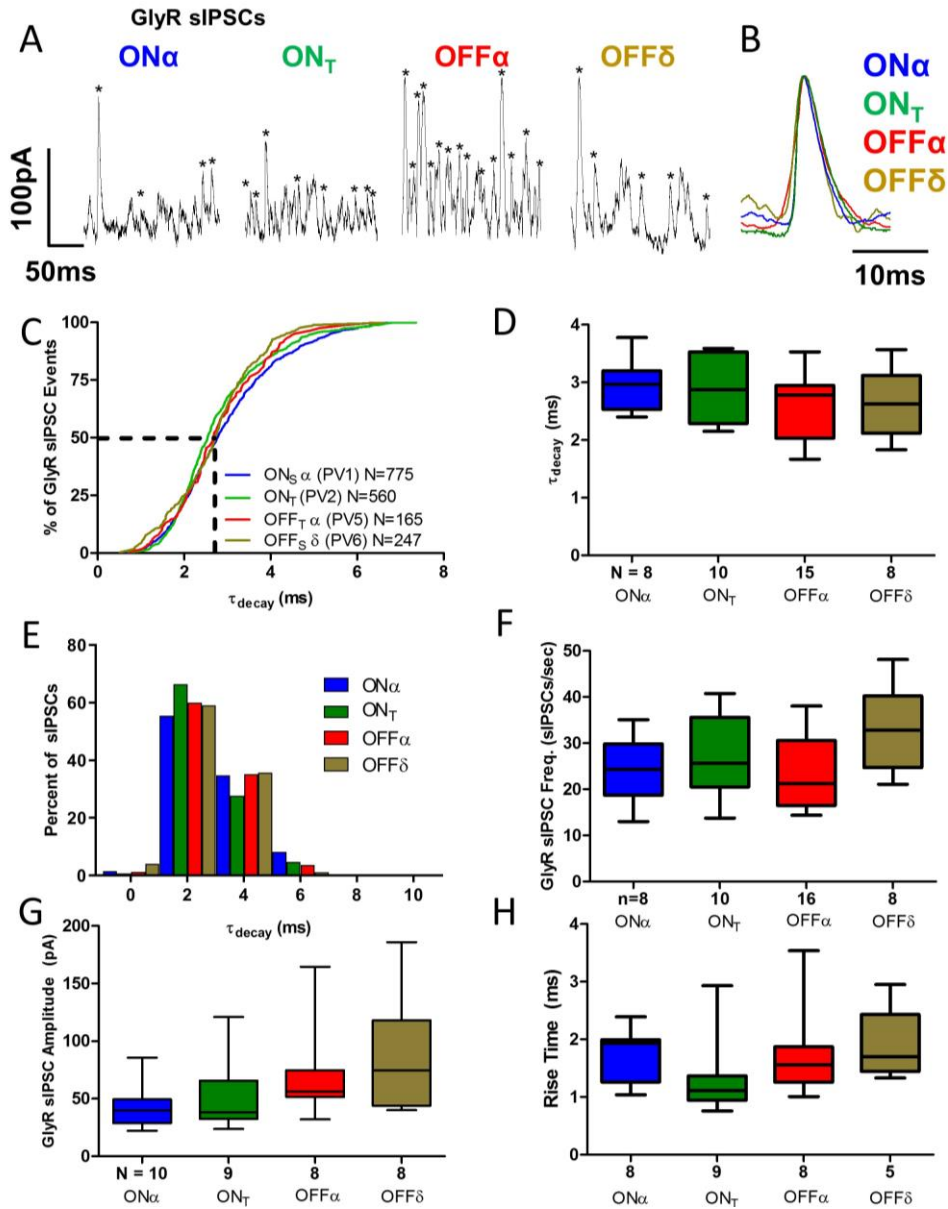 GlyR sIPSCs
A
ONα
ONT
OFFα
OFFδ
100pA
50ms
* * * * * * * * * * * * * * * * * * * * * * * * * * * * *
B
ONα
ONT
OFFα
OFFδ
10ms
C
% of GlyR sIPSC Events
100
75
50
25
0
0 2 4 6 8
τdecay (ms)
ONS α (PV1) N=775
ONT (PV2) N=560
OFFT α (PV5) N=165
OFFS δ (PV6) N=247
D
τdecay (ms)
4
3
2
1
0
N = 8 10 15 8
ONα ONT OFFα OFFδ
E
Percent of sIPSCs
80
60
40
20
0
0 2 4 6 8 10
τdecay (ms)
ONα
ONT
OFFα
OFFδ
F
GlyR sIPSC Freq. (sIPSCs/sec)
50
40
30
20
10
0
n=8 10 16 8
ONα ONT OFFα OFFδ
G
GlyR sIPSC Amplitude (pA)
200
150
100
50
0
N = 10 9 8 8
ONα ONT OFFα OFFδ
H
Rise Time (ms)
4
3
2
1
0
8 9 8 5
ONα ONT OFFα OFFδ